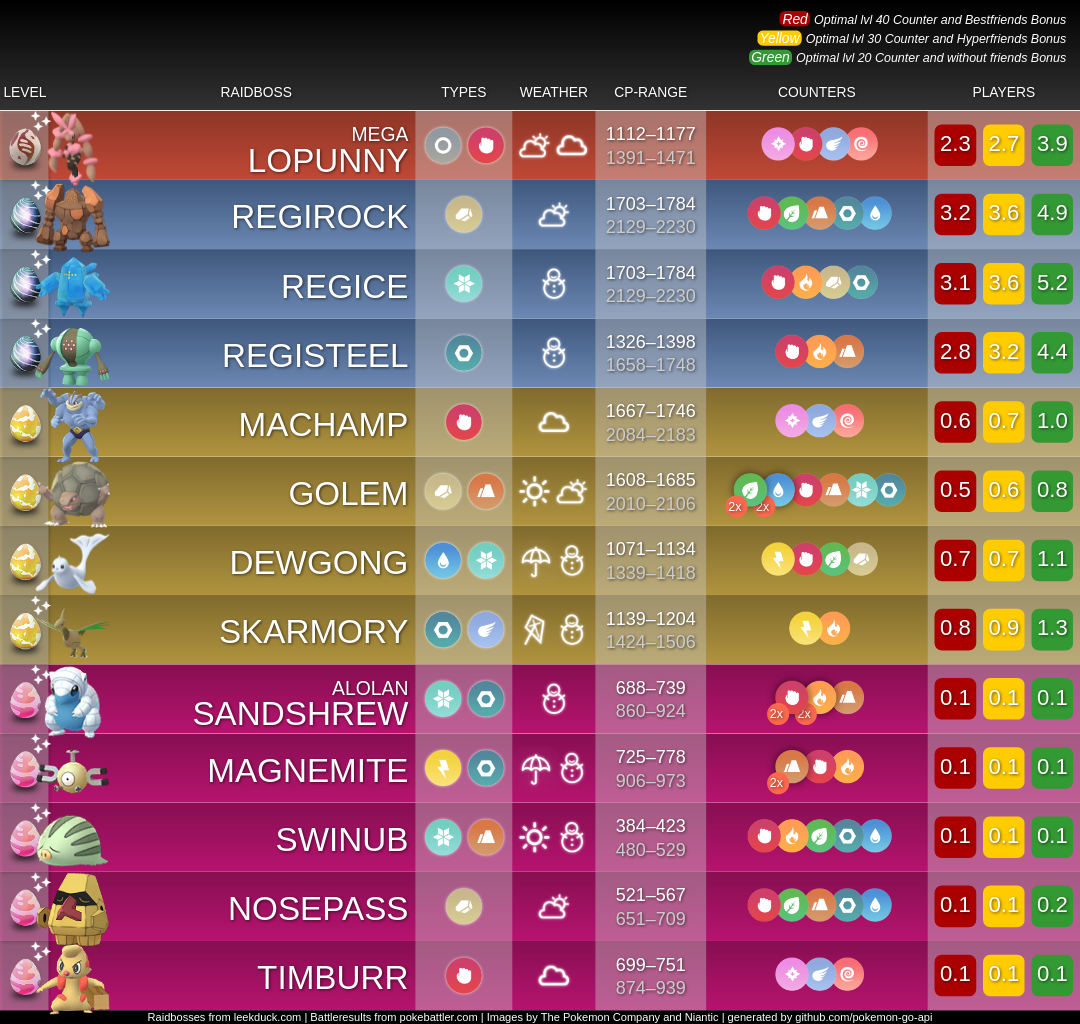 Red Optimal lvl 40 Counter and Bestfriends Bonus
Yellow Optimal lvl 30 Counter and Hyperfriends Bonus
Green Optimal lvl 20 Counter and without friends Bonus
LEVEL RAIDBOSS TYPES WEATHER CP-RANGE COUNTERS PLAYERS
MEGA
LOPUNNY 1112–1177 2.3 2.7 3.9
1391–1471
REGIROCK 1703–1784 3.2 3.6 4.9
2129–2230
REGICE 1703–1784 3.1 3.6 5.2
2129–2230
REGISTEEL 1326–1398 2.8 3.2 4.4
1658–1748
MACHAMP 1667–1746 0.6 0.7 1.0
2084–2183
GOLEM 1608–1685 0.5 0.6 0.8
2010–2106 2x 2x
DEWGONG 1071–1134 0.7 0.7 1.1
1339–1418
SKARMORY 1139–1204 0.8 0.9 1.3
1424–1506
ALOLAN
SANDSHREW 688–739 0.1 0.1 0.1
860–924 2x 2x
MAGNEMITE 725–778 0.1 0.1 0.1
906–973 2x
SWINUB 384–423 0.1 0.1 0.1
480–529
NOSEPASS 521–567 0.1 0.1 0.2
651–709
TIMBURR 699–751 0.1 0.1 0.1
874–939
Raidbosses from leekduck.com | Battleresults from pokebattler.com | Images by The Pokemon Company and Niantic | generated by github.com/pokemon-go-api